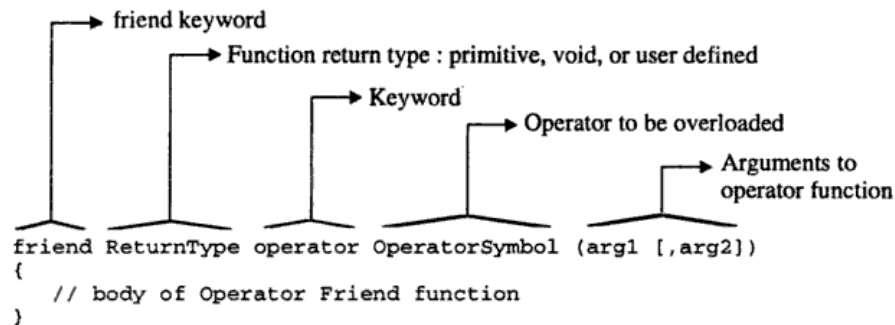 friend keyword
Function return type : primitive, void, or user defined
Keyword
Operator to be overloaded
Arguments to
operator function
friend ReturnType operator OperatorSymbol (arg1 [,arg2])
{
// body of Operator Friend function
}